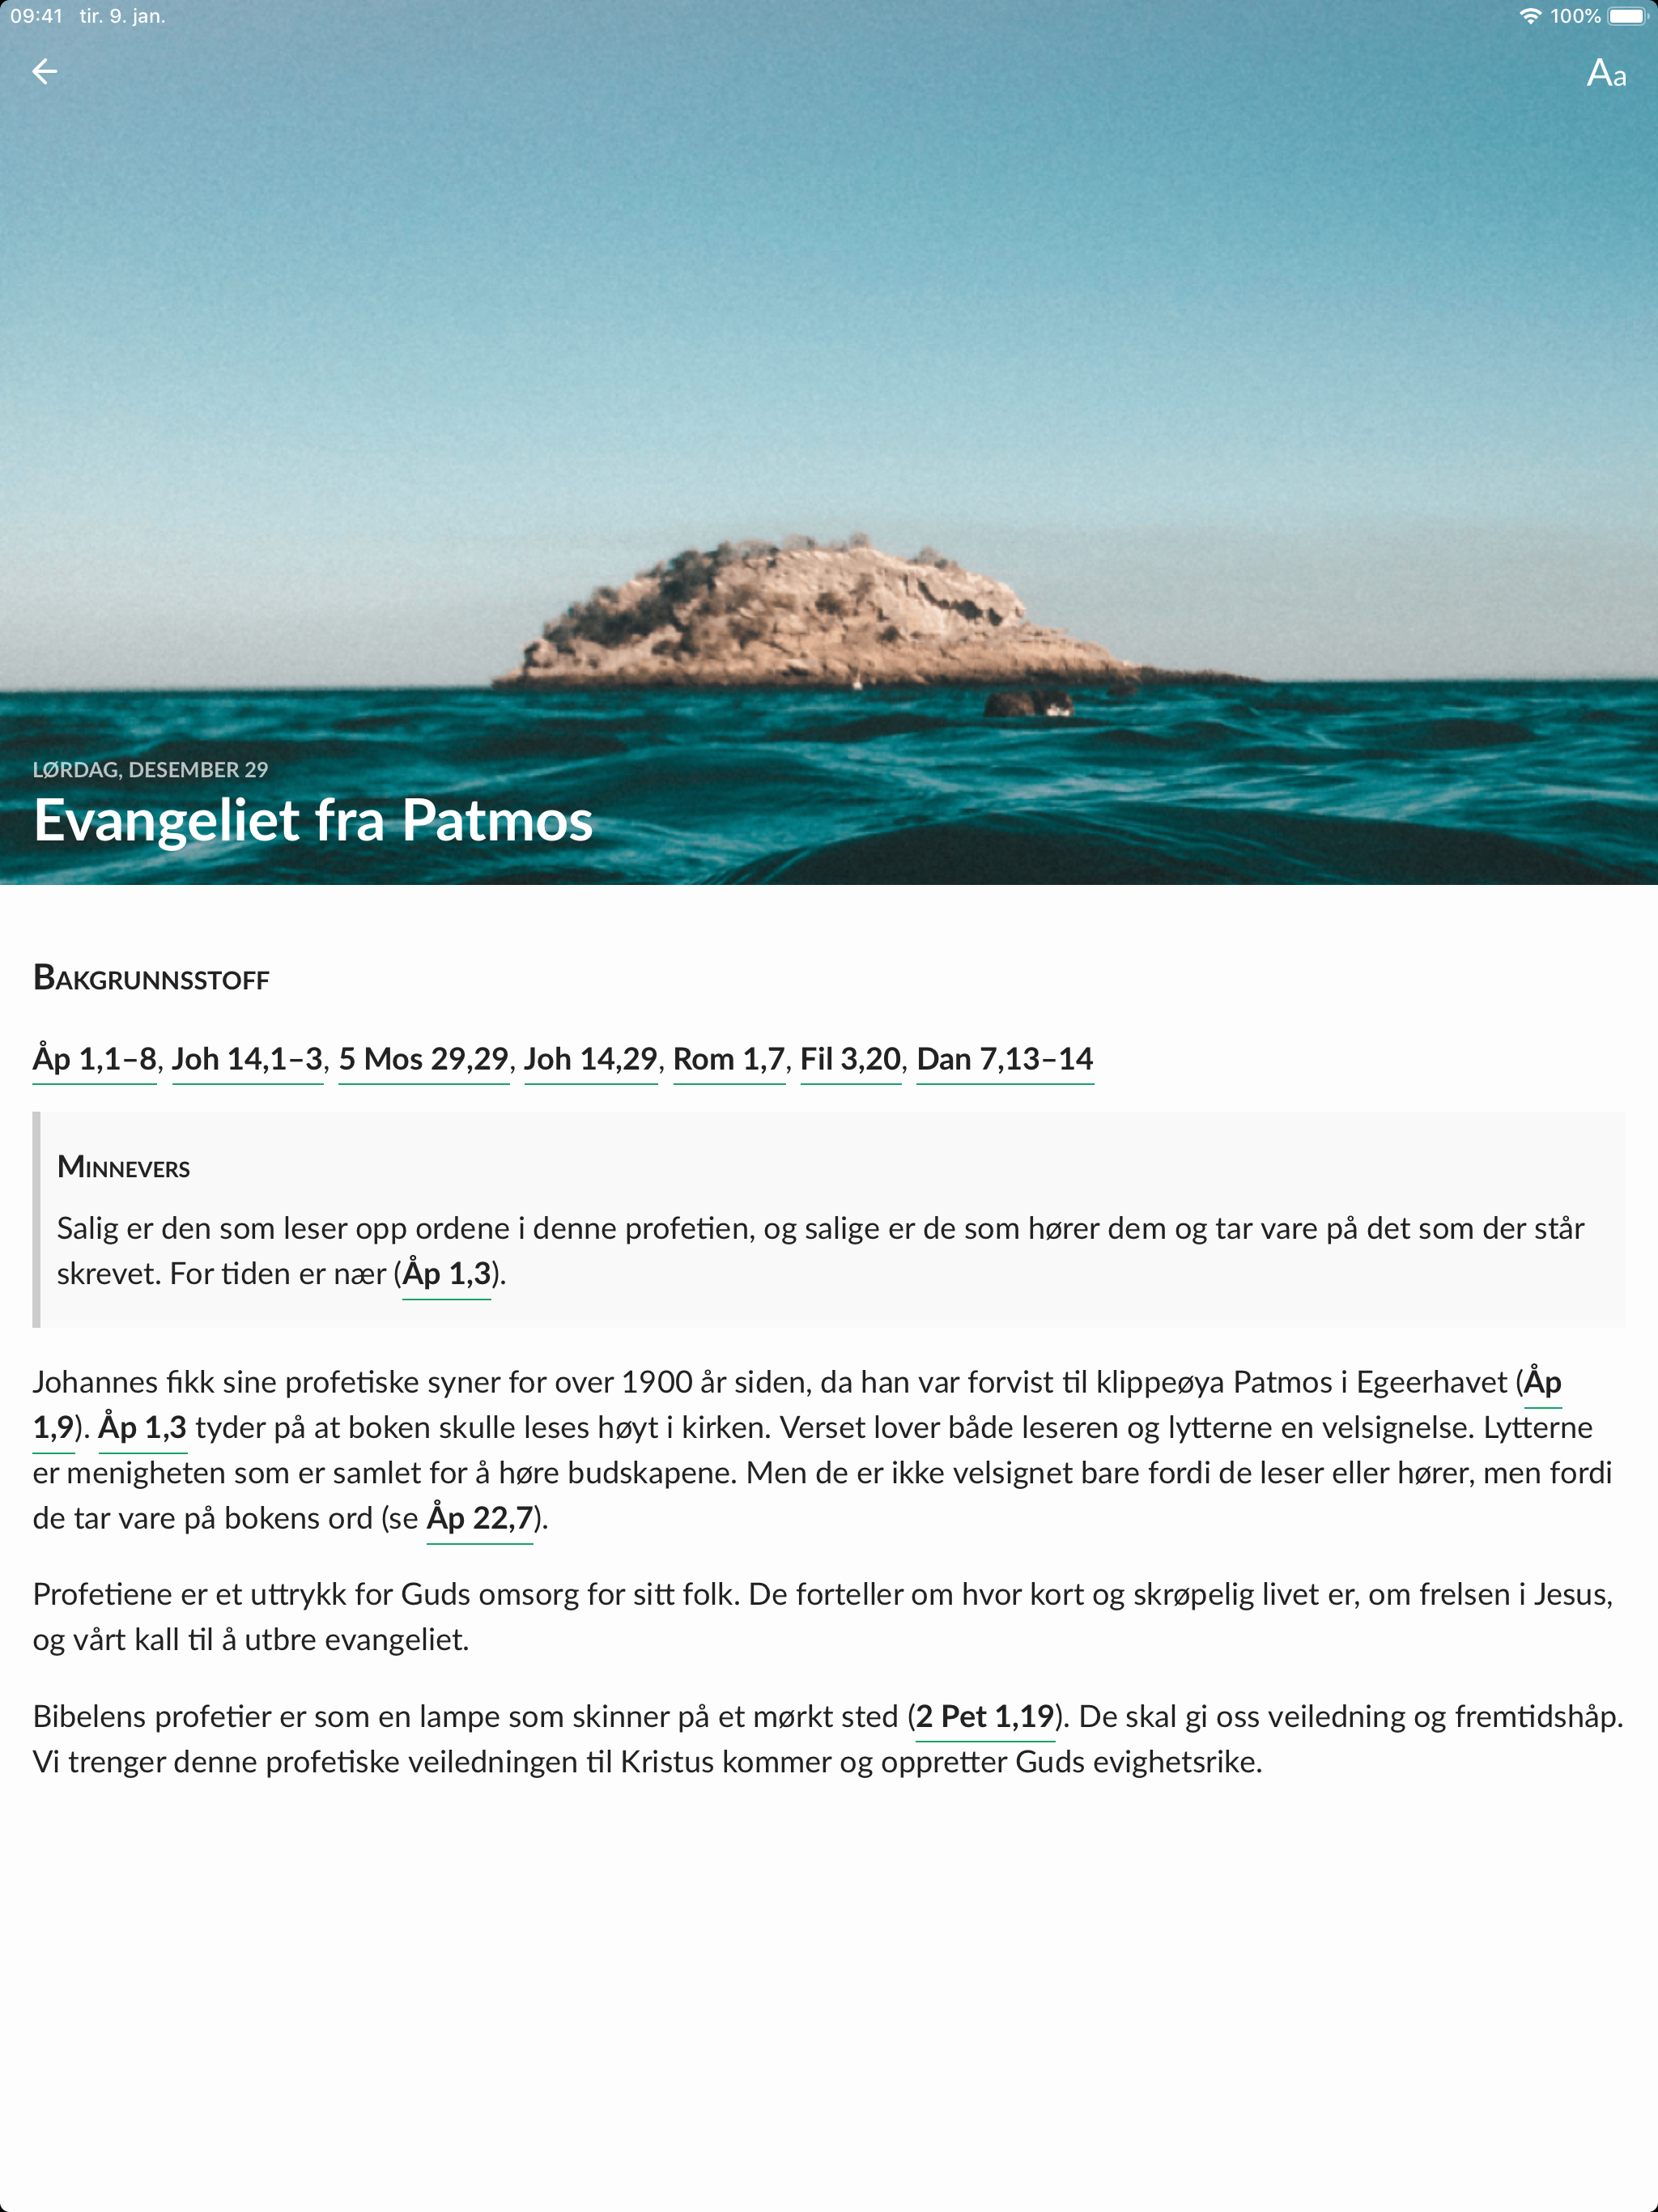 09:41 tir. 9. jan. 100%
Aa
LØRDAG, DESEMBER 29
Evangeliet fra Patmos
BAKGRUNNSSTOFF
Åp 1,1–8, Joh 14,1–3, 5 Mos 29,29, Joh 14,29, Rom 1,7, Fil 3,20, Dan 7,13–14
MINNEVERS
Salig er den som leser opp ordene i denne profetien, og salige er de som hører dem og tar vare på det som der står
skrevet. For tiden er nær (Åp 1,3).
Johannes fikk sine profetiske syner for over 1900 år siden, da han var forvist til klippeøya Patmos i Egeerhavet (Åp
1,9). Åp 1,3 tyder på at boken skulle leses høyt i kirken. Verset lover både leseren og lytterne en velsignelse. Lytterne
er menigheten som er samlet for å høre budskapene. Men de er ikke velsignet bare fordi de leser eller hører, men fordi
de tar vare på bokens ord (se Åp 22,7).
Profetiene er et uttrykk for Guds omsorg for sitt folk. De forteller om hvor kort og skrøpelig livet er, om frelsen i Jesus,
og vårt kall til å utbre evangeliet.
Bibelens profetier er som en lampe som skinner på et mørkt sted (2 Pet 1,19). De skal gi oss veiledning og fremtidshåp.
Vi trenger denne profetiske veiledningen til Kristus kommer og oppretter Guds evighetsrike.